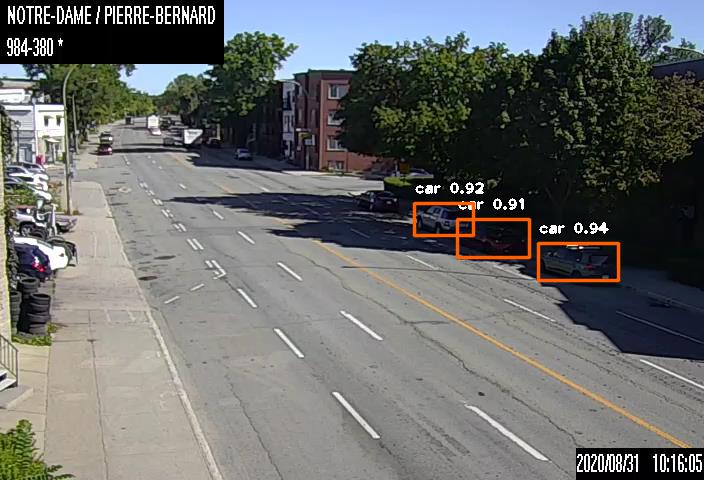 NOTRE-DAME / PIERRE-BERNARD
984-380 *
car 0.92
car 0.91
car 0.94
2020/08/31 10:16:05